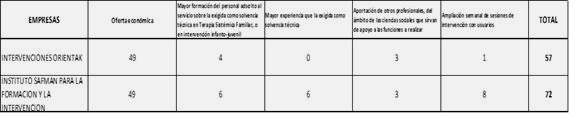 EMPRESAS
Oferta económica
Mayor formación del personal adscrito al
servicio sobre la exigida como solvencia
técnica en Terapia Sistémica Familiar, o
en intervención infanto-juvenil
Mayor experiencia que la exigida como
solvencia técnica
Aportación de otros profesionales, del
ámbito de las ciencias sociales que sirvan
de apoyo a las funciones a realizar
Ampliación semanal de sesiones de
intervención con usuarios
TOTAL
INTERVENCIONES ORIENTAK 49 4 0 3 1 57
INSTITUTO SAFMAN PARA LA
FORMACION Y LA
INTERVENCIÓN
49 6 6 3 8 72